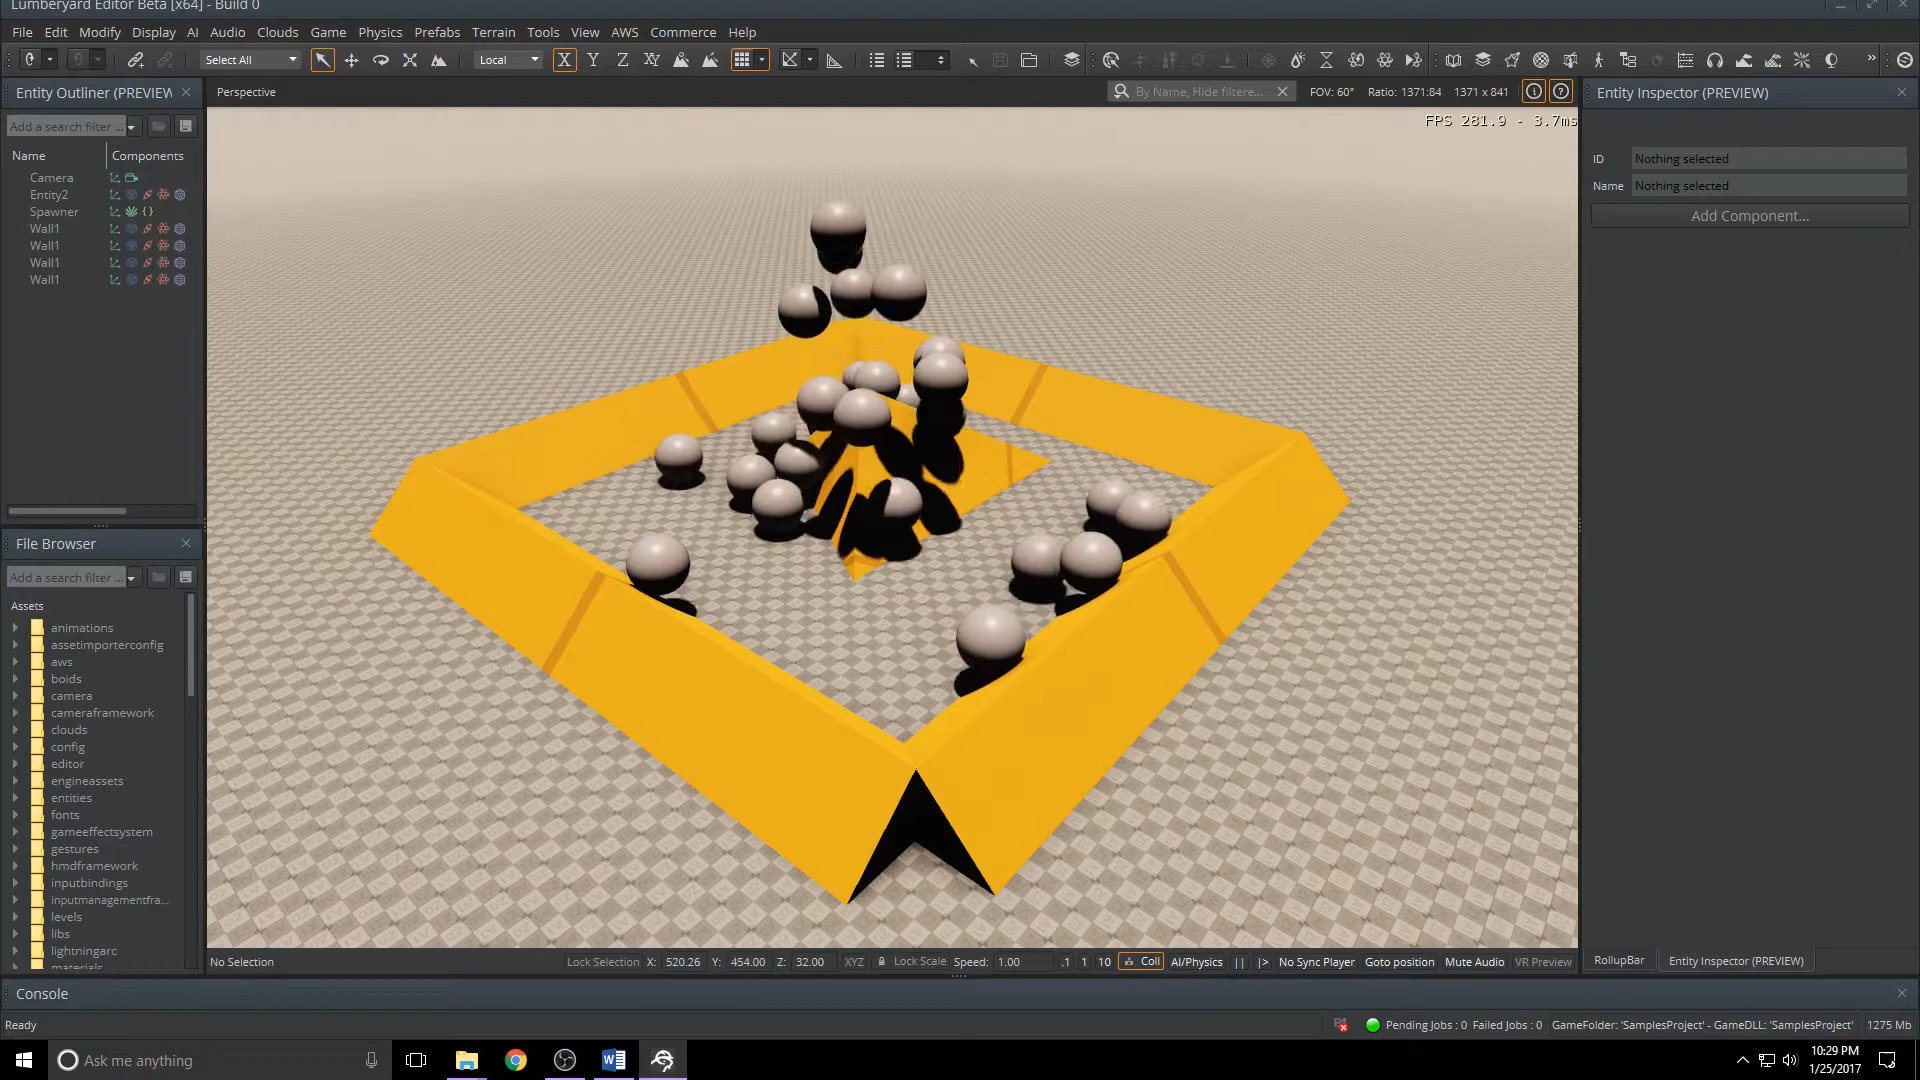 Lumberyard Editor Beta [x64] - Build 0
File Edit Modify Display AI Audio Clouds Game Physics Prefabs Terrain Tools View AWS Commerce Help
Select All Local X Y Z XY
Entity Outliner (PREVIEW
Perspective
By Name, Hide filtere...
FOV: 60° Ratio: 1371:84 1371 x 841
Entity Inspector (PREVIEW)
Add a search filter ...
FPS 281.9 - 3.7ms
Name Components
ID Nothing selected
Name Nothing selected
Add Component...
Camera
Entity2
Spawner
Wall1
Wall1
Wall1
Wall1
File Browser
Add a search filter ...
Assets
animations
assetimporterconfig
aws
boids
camera
cameraframework
clouds
config
editor
engineassets
entities
fonts
gameeffectsystem
gestures
hmdframework
inputbindings
inputmanagementfra...
levels
libs
lightningarc
materials
No Selection Lock Selection X: 520.26 Y: 454.00 Z: 32.00 XYZ Lock Scale Speed: 1.00 .1 1 10 Coll AI/Physics || |> No Sync Player Goto position Mute Audio VR Preview
RollupBar Entity Inspector (PREVIEW)
Console
Ready
Pending Jobs : 0 Failed Jobs : 0 GameFolder: 'SamplesProject' - GameDLL: 'SamplesProject' 1275 Mb
Ask me anything
10:29 PM
1/25/2017